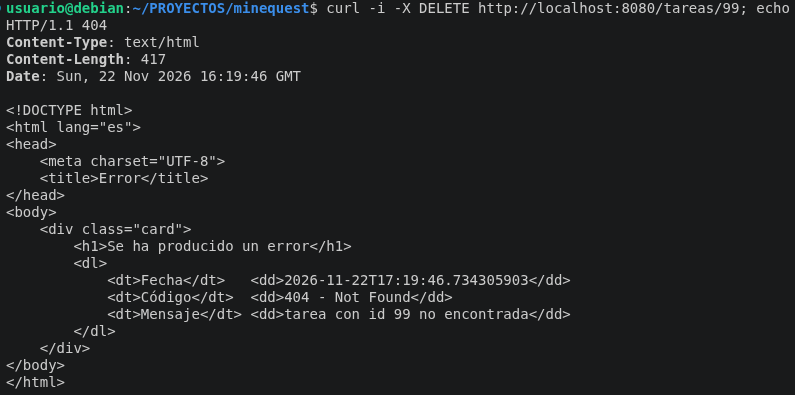 usuario@debian:~/PROYECTOS/minequest$ curl -i -X DELETE http://localhost:8080/tareas/99; echo
HTTP/1.1 404
Content-Type: text/html
Content-Length: 417
Date: Sun, 22 Nov 2026 16:19:46 GMT

<!DOCTYPE html>
<html lang="es">
<head>
    <meta charset="UTF-8">
    <title>Error</title>
</head>
<body>
    <div class="card">
        <h1>Se ha producido un error</h1>
        <dl>
            <dt>Fecha</dt>   <dd>2026-11-22T17:19:46.734305903</dd>
            <dt>Código</dt>  <dd>404 - Not Found</dd>
            <dt>Mensaje</dt> <dd>tarea con id 99 no encontrada</dd>
        </dl>
    </div>
</body>
</html>